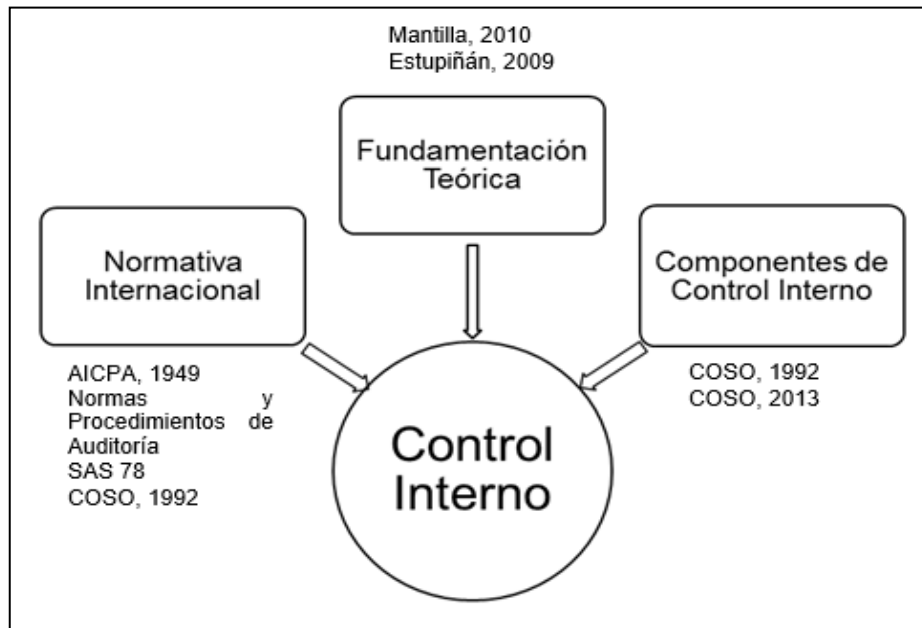 Mantilla, 2010
Estupiñán, 2009
Fundamentación
Teórica
Normativa
Internacional
Componentes de
Control Interno
AICPA, 1949
Normas y
Procedimientos de
Auditoría
SAS 78
COSO, 1992
COSO, 1992
COSO, 2013
Control
Interno